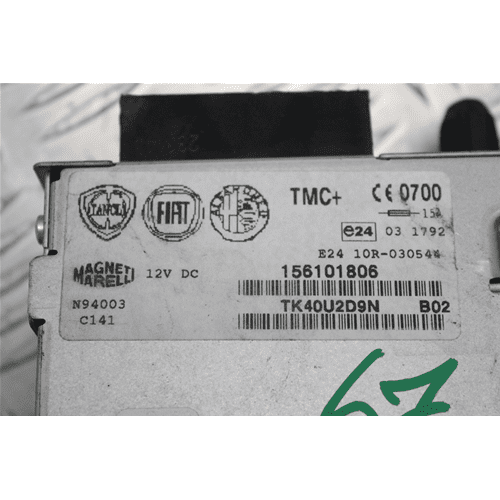 LANCIA FIAT ALFA ROMEO TMC+ CE 0700
15A
e24 03 1792
E24 10R-030544
MAGNETI MARELLI 12V DC 156101806
N94003 TK40U2D9N B02
C141
67